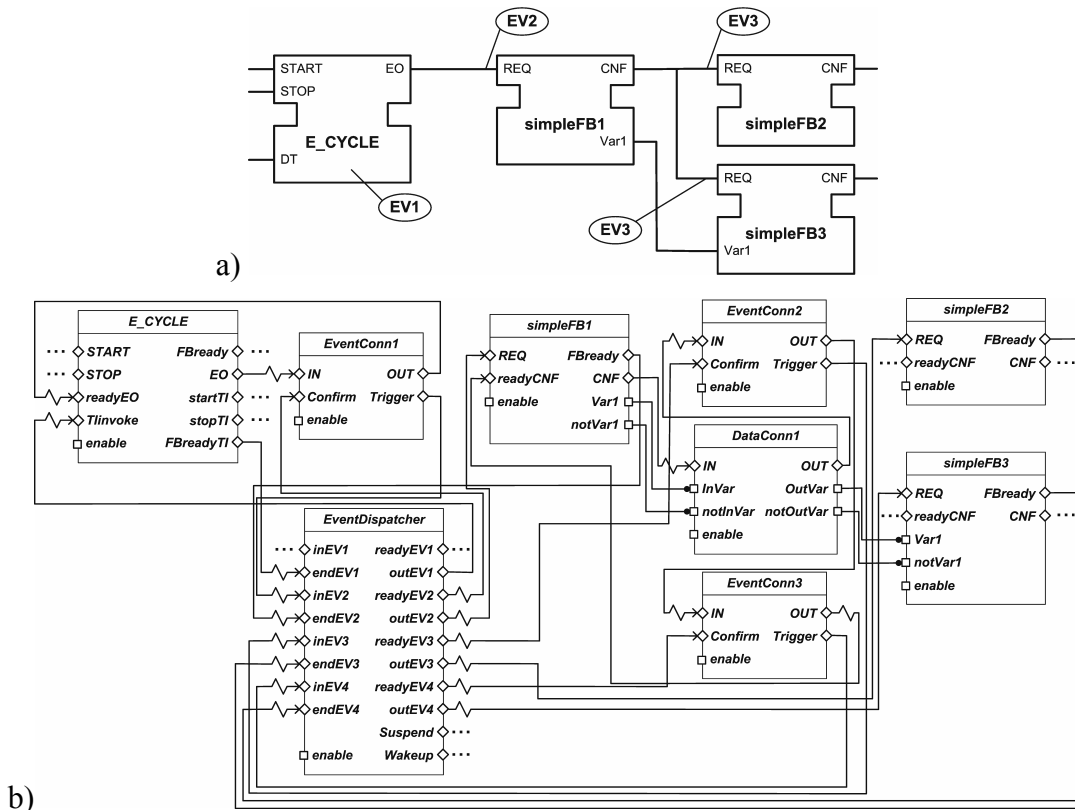 EV2
EV3
START
EO
STOP
E_CYCLE
DT
EV1
REQ
CNF
simpleFB1
Var1
REQ
CNF
simpleFB2
REQ
CNF
simpleFB3
Var1
EV3
a)
E_CYCLE
... START
FBready ...
... STOP
EO
readyEO
startTI ...
TIinvoke
stopTI ...
enable
FBreadyTI
EventConn1
IN
OUT
Confirm
Trigger
enable
simpleFB1
REQ
FBready
readyCNF
CNF
enable
Var1
notVar1
EventConn2
IN
OUT
Confirm
Trigger
enable
simpleFB2
REQ
FBready
... readyCNF
CNF ...
enable
DataConn1
IN
OUT
InVar
OutVar
notInVar
notOutVar
enable
simpleFB3
REQ
FBready
... readyCNF
CNF ...
Var1
notVar1
enable
EventDispatcher
... inEV1
readyEV1 ...
endEV1
outEV1
inEV2
readyEV2
endEV2
outEV2
inEV3
readyEV3
endEV3
outEV3
inEV4
readyEV4
endEV4
outEV4
Suspend ...
enable
Wakeup ...
EventConn3
IN
OUT
Confirm
Trigger
enable
b)